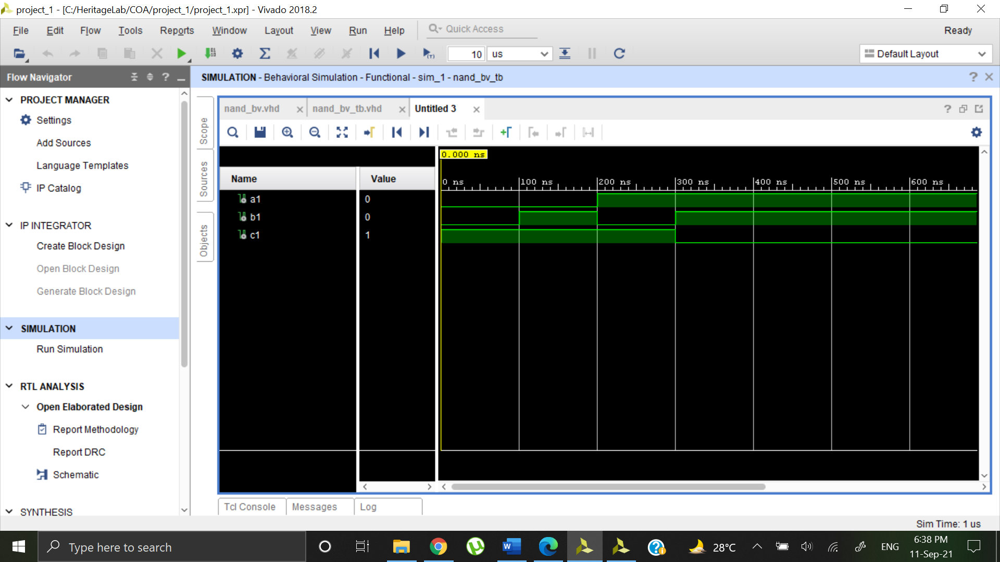 project_1 - [C:/HeritageLab/COA/project_1/project_1.xpr] - Vivado 2018.2
File Edit Flow Tools Reports Window Layout View Run Help Quick Access Ready
10 us Default Layout
Flow Navigator
SIMULATION - Behavioral Simulation - Functional - sim_1 - nand_bv_tb
PROJECT MANAGER
Settings
Add Sources
Language Templates
IP Catalog
IP INTEGRATOR
Create Block Design
Open Block Design
Generate Block Design
SIMULATION
Run Simulation
RTL ANALYSIS
Open Elaborated Design
Report Methodology
Report DRC
Schematic
SYNTHESIS
Scope
Sources
Objects
nand_bv.vhd nand_bv_tb.vhd Untitled 3
0.000 ns
Name Value
0 ns 100 ns 200 ns 300 ns 400 ns 500 ns 600 ns
a1 0
b1 0
c1 1
Tcl Console Messages Log
Sim Time: 1 us
Type here to search
28°C
ENG
6:38 PM
11-Sep-21